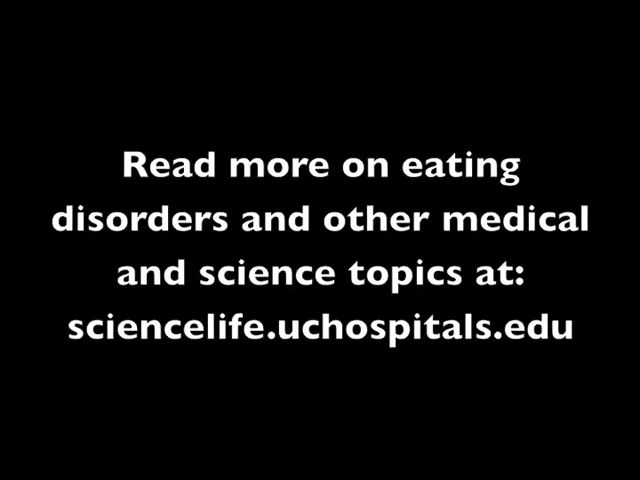 Read more on eating
disorders and other medical
and science topics at:
sciencelife.uchospitals.edu